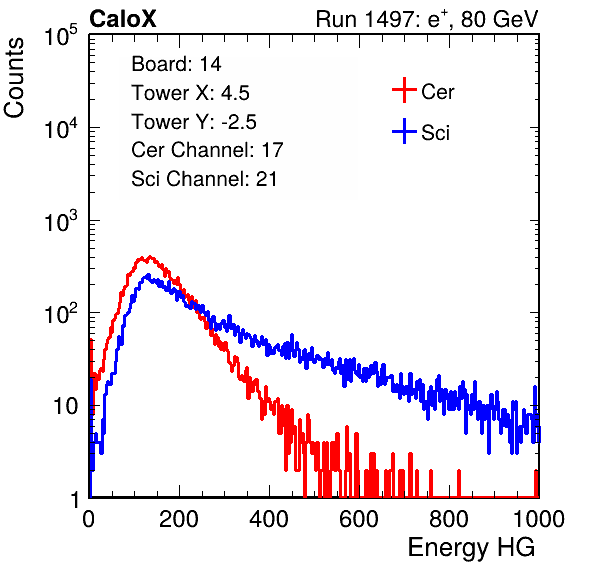 CaloX Run 1497: e⁺, 80 GeV
Counts
Board: 14
Tower X: 4.5
Tower Y: -2.5
Cer Channel: 17
Sci Channel: 21
Cer
Sci
10⁵
10⁴
10³
10²
10
1
0 200 400 600 800 1000
Energy HG